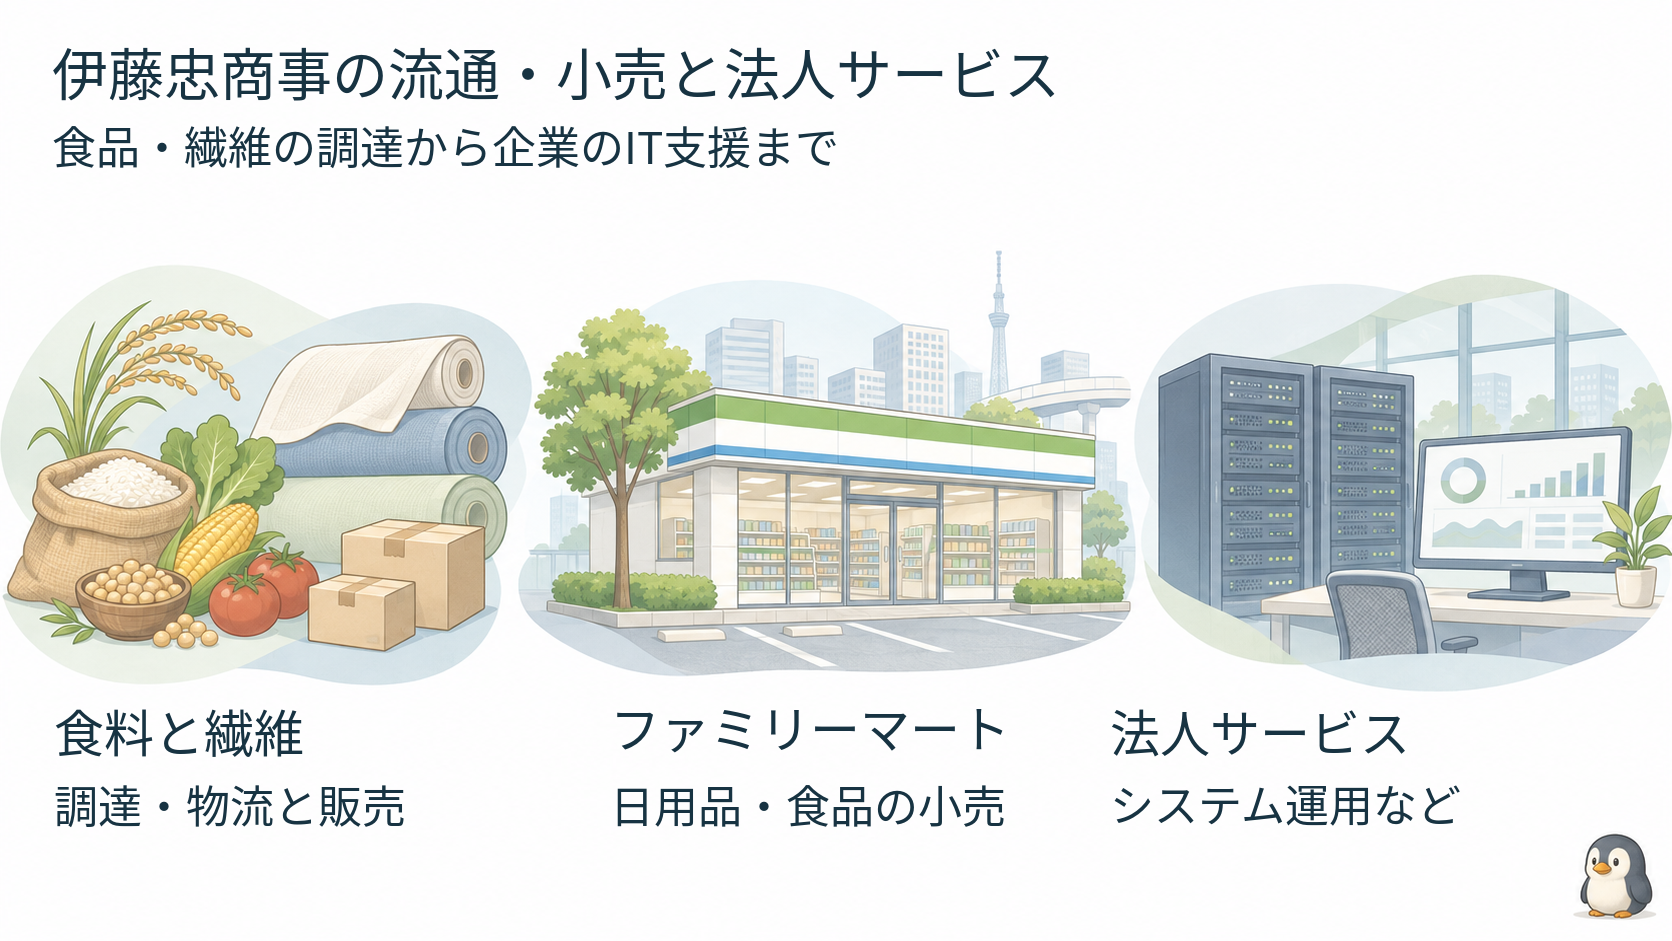 伊藤忠商事の流通・小売と法人サービス
食品・繊維の調達から企業のIT支援まで
食料と繊維
調達・物流と販売
ファミリーマート
日用品・食品の小売
法人サービス
システム運用など